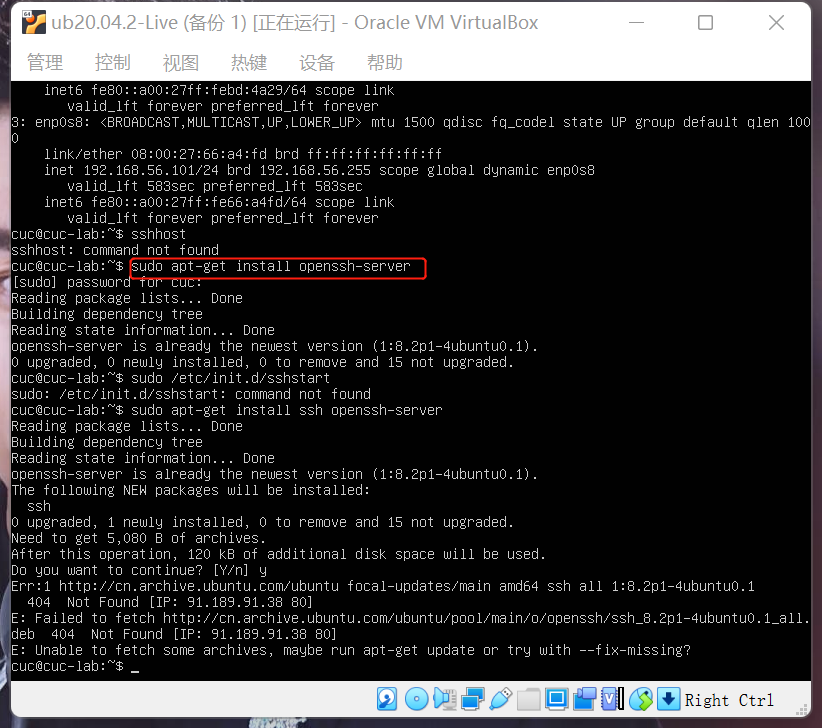 ub20.04.2-Live (备份 1) [正在运行] - Oracle VM VirtualBox
管理 控制 视图 热键 设备 帮助
inet6 fe80::a00:27ff:febd:4a29/64 scope link
valid_lft forever preferred_lft forever
3: enp0s8: <BROADCAST,MULTICAST,UP,LOWER_UP> mtu 1500 qdisc fq_codel state UP group default qlen 100
0
link/ether 08:00:27:66:a4:fd brd ff:ff:ff:ff:ff:ff
inet 192.168.56.101/24 brd 192.168.56.255 scope global dynamic enp0s8
valid_lft 583sec preferred_lft 583sec
inet6 fe80::a00:27ff:fe66:a4fd/64 scope link
valid_lft forever preferred_lft forever
cuc@cuc-lab:~$ sshhost
sshhost: command not found
cuc@cuc-lab:~$ sudo apt-get install openssh-server
[sudo] password for cuc:
Reading package lists... Done
Building dependency tree
Reading state information... Done
openssh-server is already the newest version (1:8.2p1-4ubuntu0.1).
0 upgraded, 0 newly installed, 0 to remove and 15 not upgraded.
cuc@cuc-lab:~$ sudo /etc/init.d/sshstart
sudo: /etc/init.d/sshstart: command not found
cuc@cuc-lab:~$ sudo apt-get install ssh openssh-server
Reading package lists... Done
Building dependency tree
Reading state information... Done
openssh-server is already the newest version (1:8.2p1-4ubuntu0.1).
The following NEW packages will be installed:
ssh
0 upgraded, 1 newly installed, 0 to remove and 15 not upgraded.
Need to get 5,080 B of archives.
After this operation, 120 kB of additional disk space will be used.
Do you want to continue? [Y/n] y
Err:1 http://cn.archive.ubuntu.com/ubuntu focal-updates/main amd64 ssh all 1:8.2p1-4ubuntu0.1
404  Not Found [IP: 91.189.91.38 80]
E: Failed to fetch http://cn.archive.ubuntu.com/ubuntu/pool/main/o/openssh/ssh_8.2p1-4ubuntu0.1_all.
deb  404  Not Found [IP: 91.189.91.38 80]
E: Unable to fetch some archives, maybe run apt-get update or try with --fix-missing?
cuc@cuc-lab:~$ _
Right Ctrl